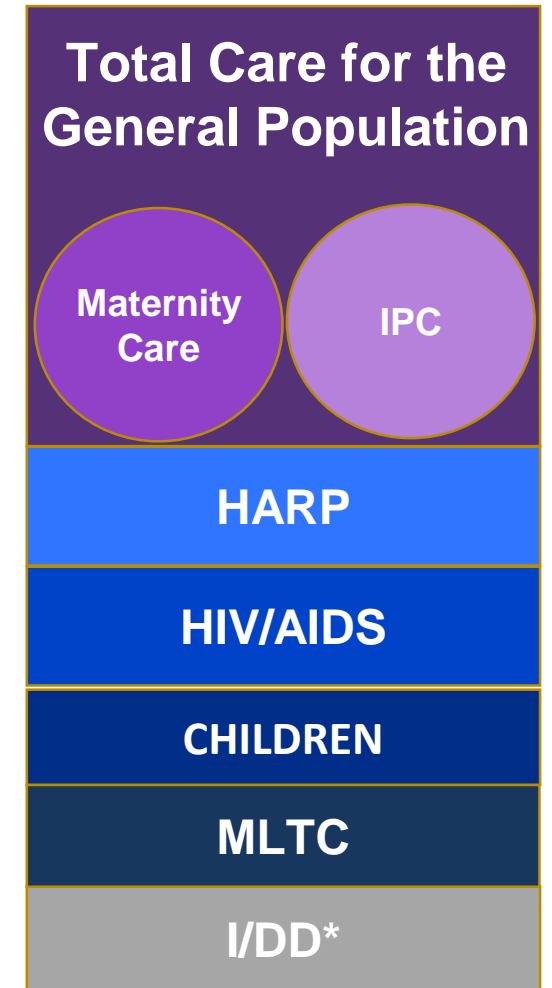 Total Care for the
General Population
Maternity
Care
IPC
HARP
HIV/AIDS
CHILDREN
MLTC
I/DD*